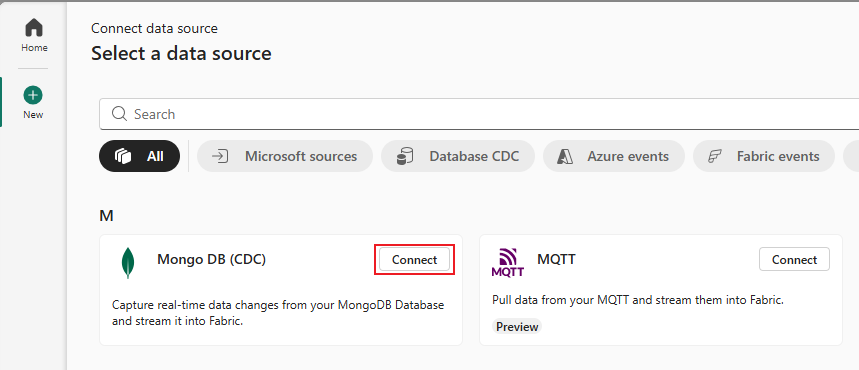 Home
New
Connect data source
Select a data source
Search
All
Microsoft sources
Database CDC
Azure events
Fabric events
M
Mongo DB (CDC)
Connect
Capture real-time data changes from your MongoDB Database
and stream it into Fabric.
MQTT
MQTT
Connect
Pull data from your MQTT and stream them into Fabric.
Preview